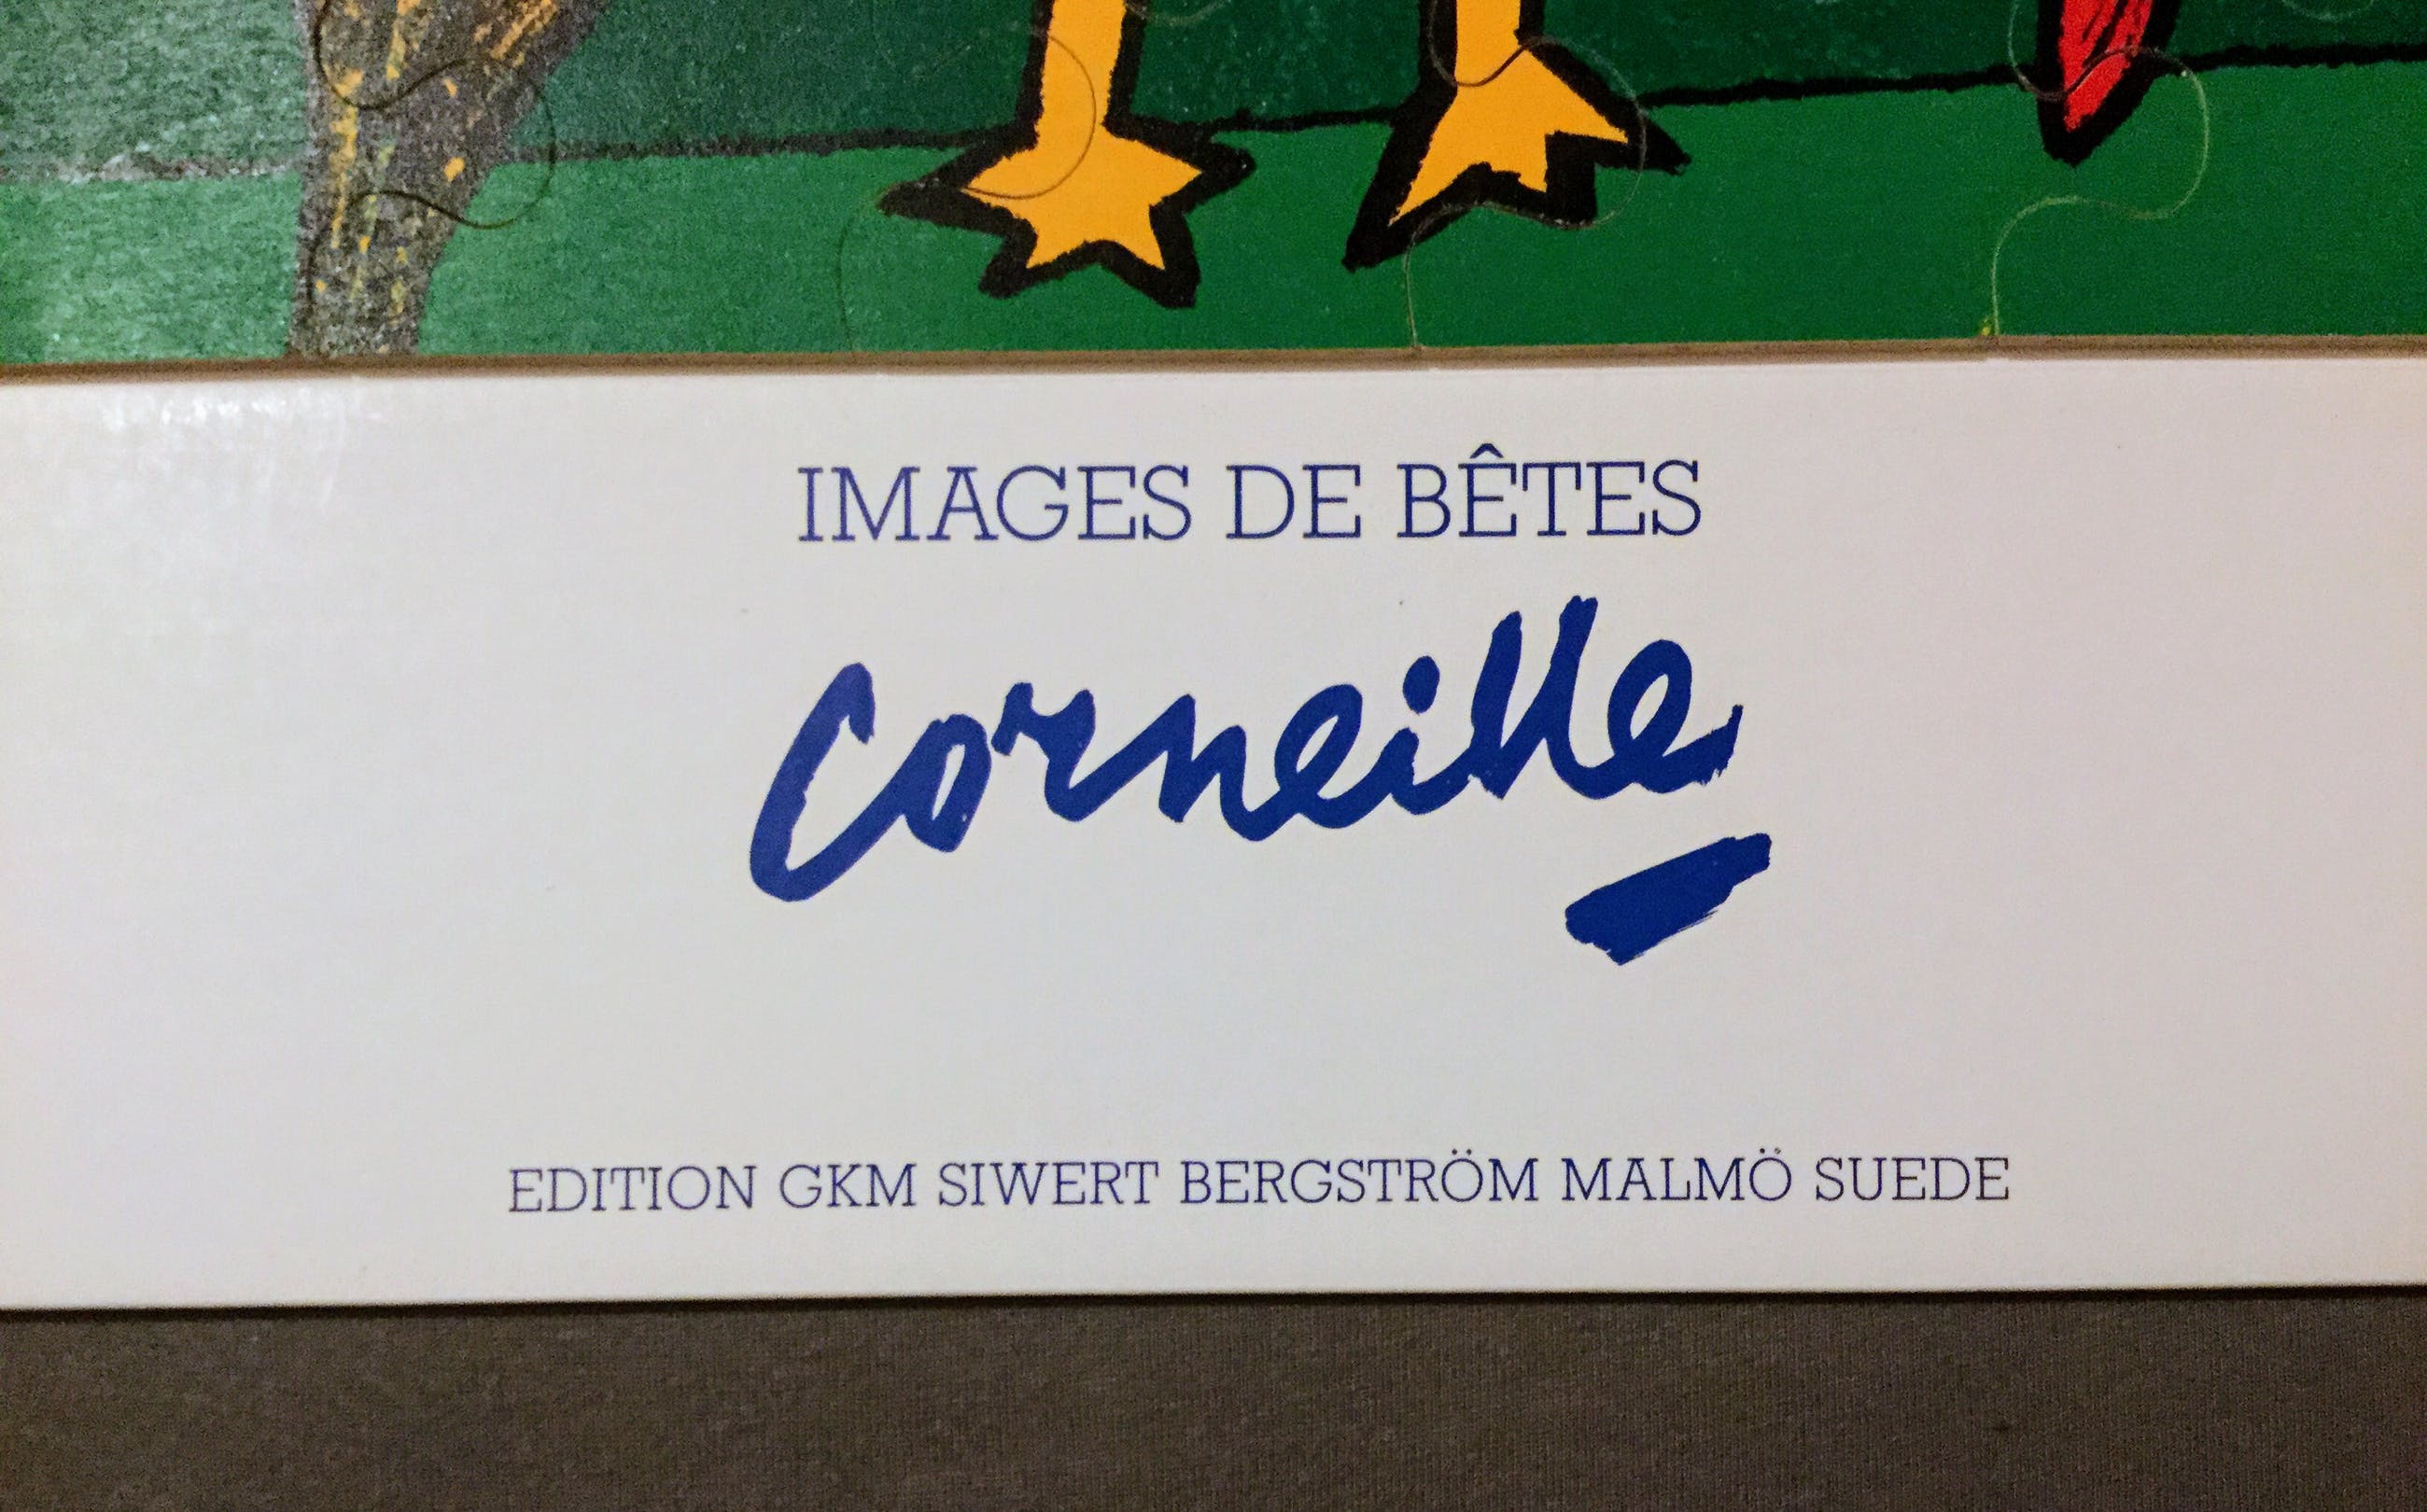 IMAGES DE BÊTES
Corneille
EDITION GKM SIWERT BERGSTRÖM MALMÖ SUEDE